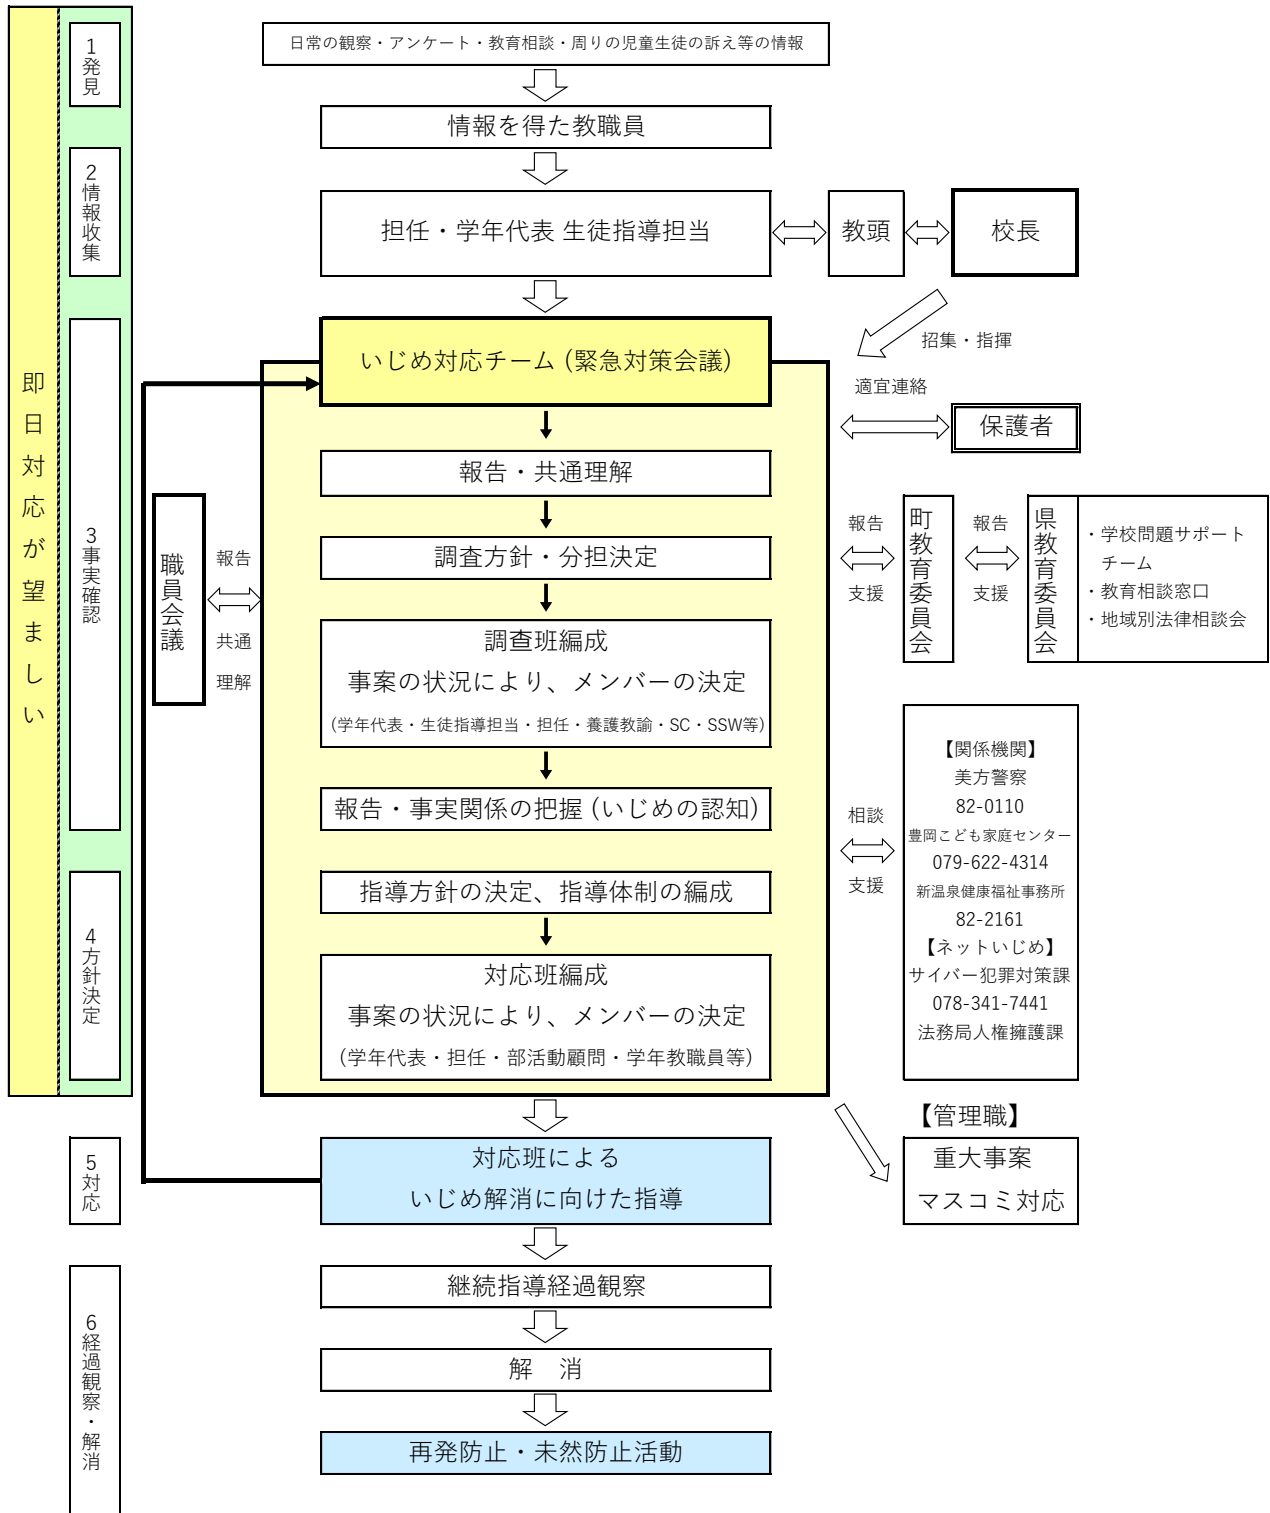 即日対応が望ましい
1発見
2情報収集
3事実確認
4方針決定
5対応
6経過観察・解消
日常の観察・アンケート・教育相談・周りの児童生徒の訴え等の情報
情報を得た教職員
担任・学年代表 生徒指導担当
教頭
校長
招集・指揮
いじめ対応チーム (緊急対策会議)
適宜連絡
保護者
報告・共通理解
調査方針・分担決定
職員会議
報告
共通
理解
報告
支援
町教育委員会
報告
支援
県教育委員会
・学校問題サポート
チーム
・教育相談窓口
・地域別法律相談会
調査班編成
事案の状況により、メンバーの決定
(学年代表・生徒指導担当・担任・養護教諭・SC・SSW等)
報告・事実関係の把握 (いじめの認知)
相談
支援
【関係機関】
美方警察
82-0110
豊岡こども家庭センター
079-622-4314
新温泉健康福祉事務所
82-2161
【ネットいじめ】
サイバー犯罪対策課
078-341-7441
法務局人権擁護課
指導方針の決定、指導体制の編成
対応班編成
事案の状況により、メンバーの決定
(学年代表・担任・部活動顧問・学年教職員等)
【管理職】
重大事案
マスコミ対応
対応班による
いじめ解消に向けた指導
継続指導経過観察
解　消
再発防止・未然防止活動